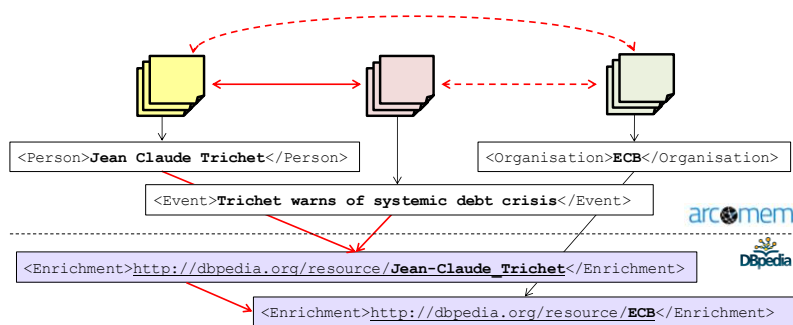 <Person>Jean Claude Trichet</Person>
<Organisation>ECB</Organisation>
<Event>Trichet warns of systemic debt crisis</Event>
arcomem
DBpedia
<Enrichment>http://dbpedia.org/resource/Jean-Claude_Trichet</Enrichment>
<Enrichment>http://dbpedia.org/resource/ECB</Enrichment>